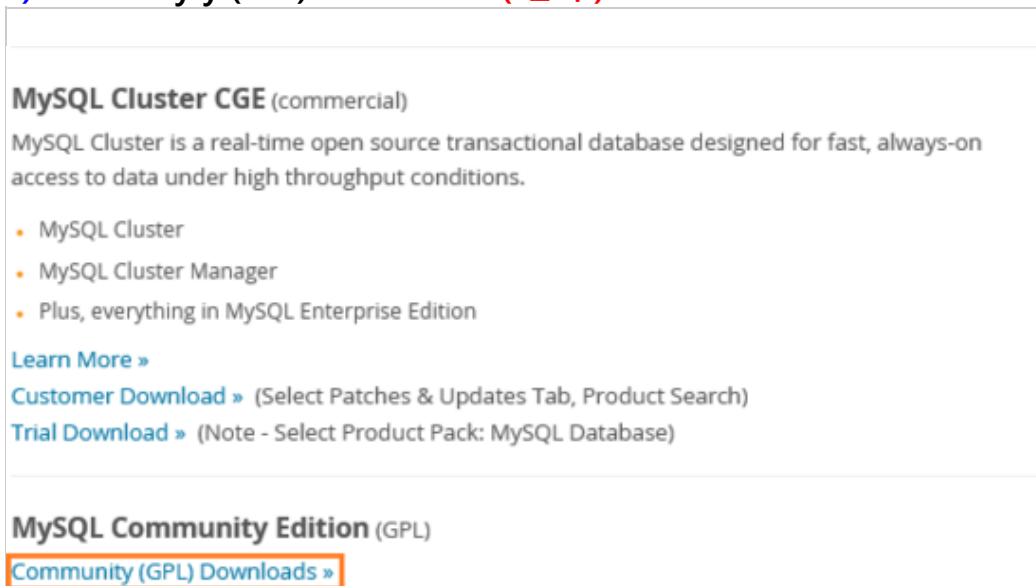 MySQL Cluster CGE (commercial)
MySQL Cluster is a real-time open source transactional database designed for fast, always-on
access to data under high throughput conditions.
• MySQL Cluster
• MySQL Cluster Manager
• Plus, everything in MySQL Enterprise Edition
Learn More »
Customer Download » (Select Patches & Updates Tab, Product Search)
Trial Download » (Note - Select Product Pack: MySQL Database)
MySQL Community Edition (GPL)
Community (GPL) Downloads »